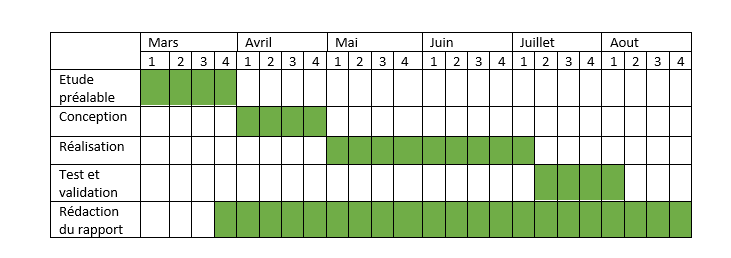 Mars Avril Mai Juin Juillet Aout
1 2 3 4 1 2 3 4 1 2 3 4 1 2 3 4 1 2 3 4 1 2 3 4
Etude
préalable
Conception
Réalisation
Test et
validation
Rédaction
du rapport